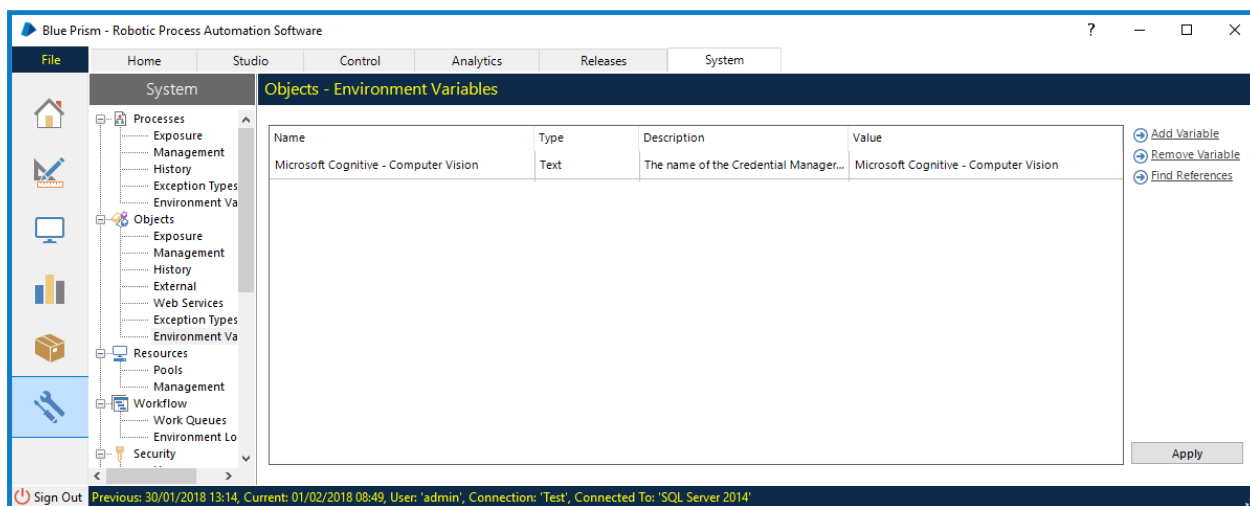 Blue Prism - Robotic Process Automation Software
?
File Home Studio Control Analytics Releases System
System
Objects - Environment Variables
Processes
Exposure
Management
History
Exception Types
Environment Va
Objects
Exposure
Management
History
External
Web Services
Exception Types
Environment Va
Resources
Pools
Management
Workflow
Work Queues
Environment Lo
Security
Name Type Description Value
Microsoft Cognitive - Computer Vision Text The name of the Credential Manager... Microsoft Cognitive - Computer Vision
Add Variable
Remove Variable
Find References
Apply
Sign Out Previous: 30/01/2018 13:14, Current: 01/02/2018 08:49, User: 'admin', Connection: 'Test', Connected To: 'SQL Server 2014'